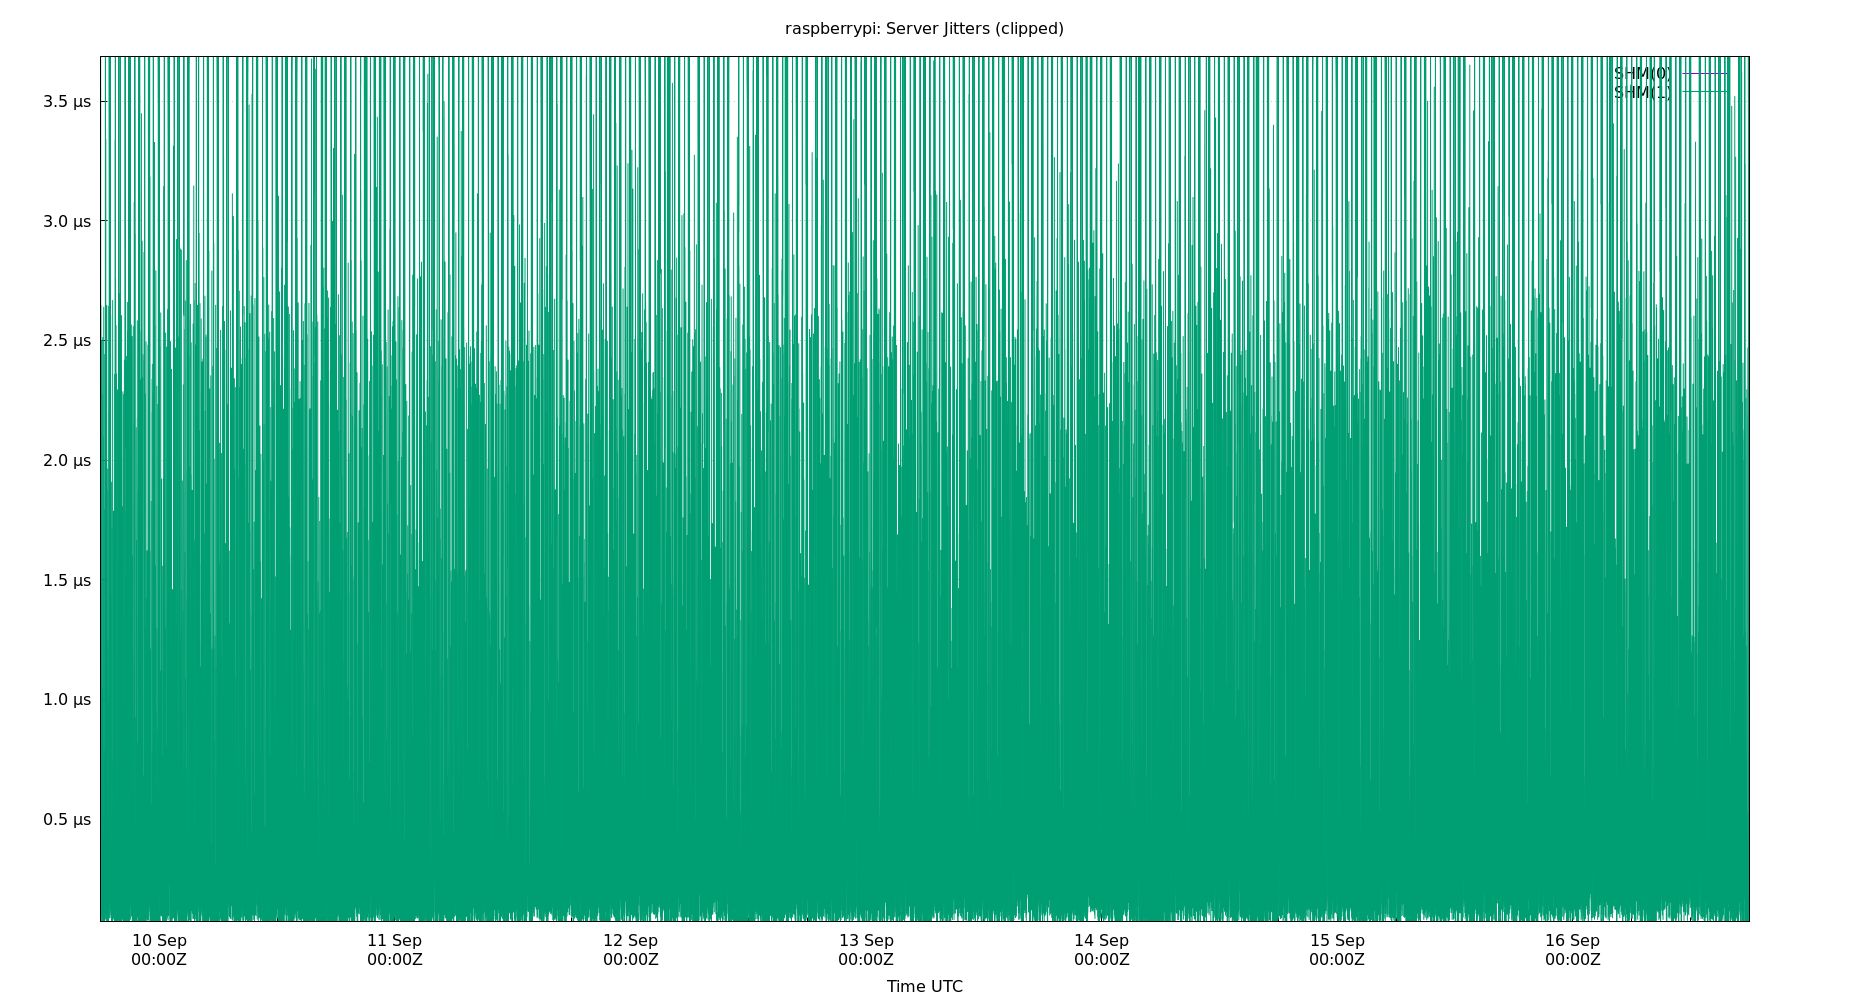 raspberrypi: Server Jitters (clipped)
SHM(0)
SHM(1)
3.5 μs
3.0 μs
2.5 μs
2.0 μs
1.5 μs
1.0 μs
0.5 μs
10 Sep 11 Sep 12 Sep 13 Sep 14 Sep 15 Sep 16 Sep
00:00Z 00:00Z 00:00Z 00:00Z 00:00Z 00:00Z 00:00Z
Time UTC